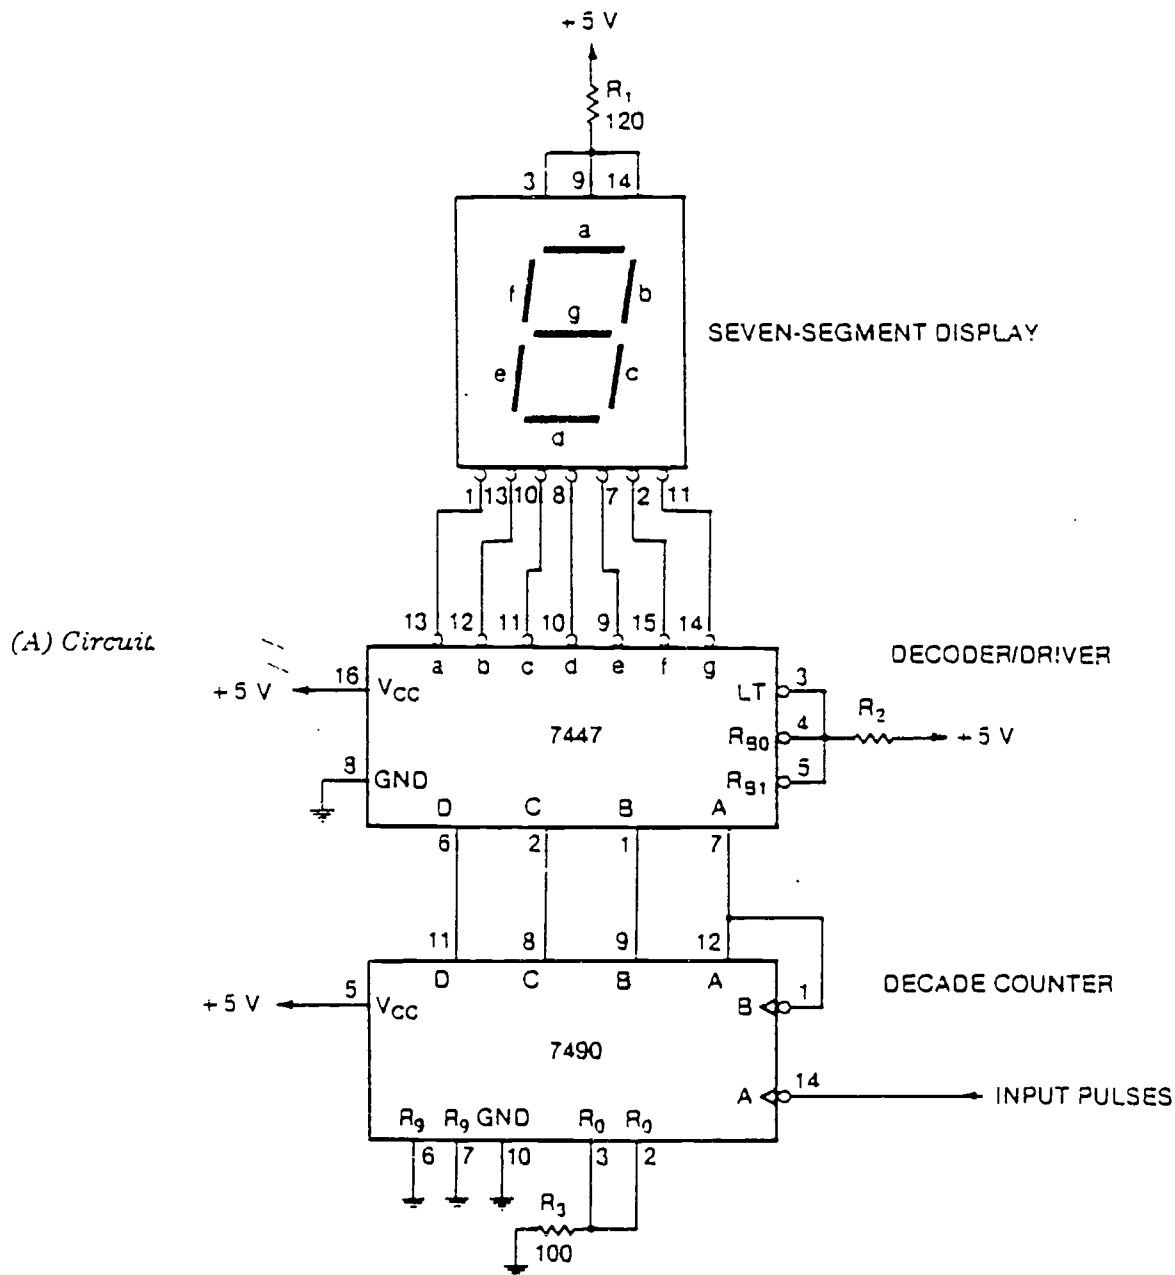 + 5 V
R1
120
3 9 14
a
f b
g
SEVEN-SEGMENT DISPLAY
e c
d
1 13 10 8 7 2 11
13 12 11 10 9 15 14
(A) Circuit
a b c d e f g
DECODER/DRIVER
+ 5 V 16 VCC
LT 3
R2
7447
RB0 4
+ 5 V
8 GND
RB1 5
D C B A
6 2 1 7
11 8 9 12
D C B A
DECADE COUNTER
+ 5 V 5 VCC
B 1
7490
A 14
INPUT PULSES
R9 R9 GND R0 R0
6 7 10 3 2
R3
100